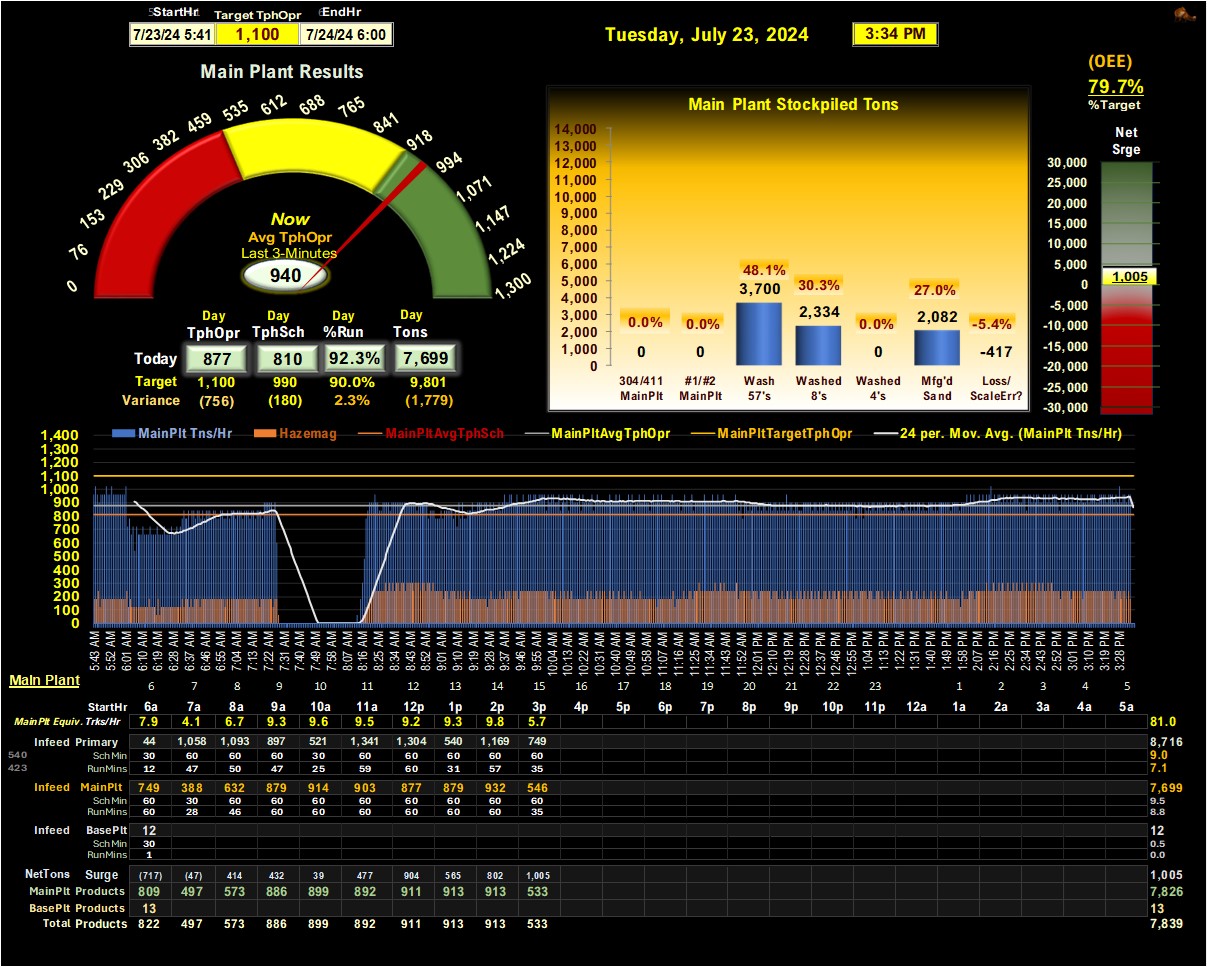 StartHr Target TphOpr EndHr
7/23/24 5:41 1,100 7/24/24 6:00
Tuesday, July 23, 2024 3:34 PM
(OEE)
79.7%
%Target
Main Plant Results
0 76 153 229 306 382 459 535 612 688 765 841 918 994 1,071 1,147 1,224 1,300
Now
Avg TphOpr
Last 3-Minutes
940
Day Day Day Day
TphOpr TphSch %Run Tons
Today 877 810 92.3% 7,699
Target 1,100 990 90.0% 9,801
Variance (756) (180) 2.3% (1,779)
Main Plant Stockpiled Tons
14,000
13,000
12,000
11,000
10,000
9,000
8,000
7,000
6,000
5,000
4,000
3,000
2,000
1,000
0
0.0% 0.0% 48.1% 30.3% 0.0% 27.0% -5.4%
0 0 3,700 2,334 0 2,082 -417
304/411 #1/#2 Wash Washed Washed Mfg'd Loss/
MainPlt MainPlt 57's 8's 4's Sand ScaleErr?
Net
Srge
30,000
25,000
20,000
15,000
10,000
5,000
0
-5,000
-10,000
-15,000
-20,000
-25,000
-30,000
1,005
MainPlt Tns/Hr Hazemag MainPltAvgTphSch MainPltAvgTphOpr MainPltTargetTphOpr 24 per. Mov. Avg. (MainPlt Tns/Hr)
1,400
1,300
1,200
1,100
1,000
900
800
700
600
500
400
300
200
100
0
5:43 AM 5:52 AM 6:01 AM 6:10 AM 6:19 AM 6:28 AM 6:46 AM 6:55 AM 7:04 AM 7:13 AM 7:22 AM 7:31 AM 7:40 AM 7:49 AM 7:58 AM 8:07 AM 8:16 AM 8:25 AM 8:34 AM 8:43 AM 8:52 AM 9:01 AM 9:10 AM 9:19 AM 9:28 AM 9:37 AM 9:46 AM 9:55 AM 10:04 AM 10:13 AM 10:22 AM 10:31 AM 10:40 AM 10:49 AM 10:59 AM 11:07 AM 11:16 AM 11:25 AM 11:34 AM 11:43 AM 11:52 AM 12:01 PM 12:10 PM 12:19 PM 12:28 PM 12:37 PM 12:46 PM 12:55 PM 1:04 PM 1:13 PM 1:22 PM 1:31 PM 1:40 PM 1:49 PM 1:58 PM 2:07 PM 2:16 PM 2:25 PM 2:34 PM 2:43 PM 2:52 PM 3:01 PM 3:10 PM 3:19 PM 3:28 PM
Main Plant
6 7 8 9 10 11 12 13 14 15 16 17 18 19 20 21 22 23 1 2 3 4 5
StartHr 6a 7a 8a 9a 10a 11a 12p 1p 2p 3p 4p 5p 6p 7p 8p 9p 10p 11p 12a 1a 2a 3a 4a 5a
MainPlt Equiv. Trks/Hr 7.9 4.1 6.7 9.3 9.6 9.5 9.2 9.3 9.8 5.7 81.0
Infeed Primary 44 1,058 1,093 897 521 1,341 1,304 540 1,169 749 8,716
540 SchMin 30 60 60 60 30 60 60 60 60 60 9.0
423 RunMins 12 47 50 47 25 59 60 31 57 35 7.1
Infeed MainPlt 749 388 632 879 914 903 877 879 932 546 7,699
SchMin 60 30 60 60 60 60 60 60 60 60 9.5
RunMins 60 28 46 60 60 60 60 60 60 35 8.8
Infeed BasePlt 12 12
SchMin 30 0.5
RunMins 1 0.0
NetTons Surge (717) (47) 414 432 39 477 904 565 802 1,005 1,005
MainPlt Products 809 497 573 886 899 892 911 913 913 533 7,826
BasePlt Products 13 13
Total Products 822 497 573 886 899 892 911 913 913 533 7,839